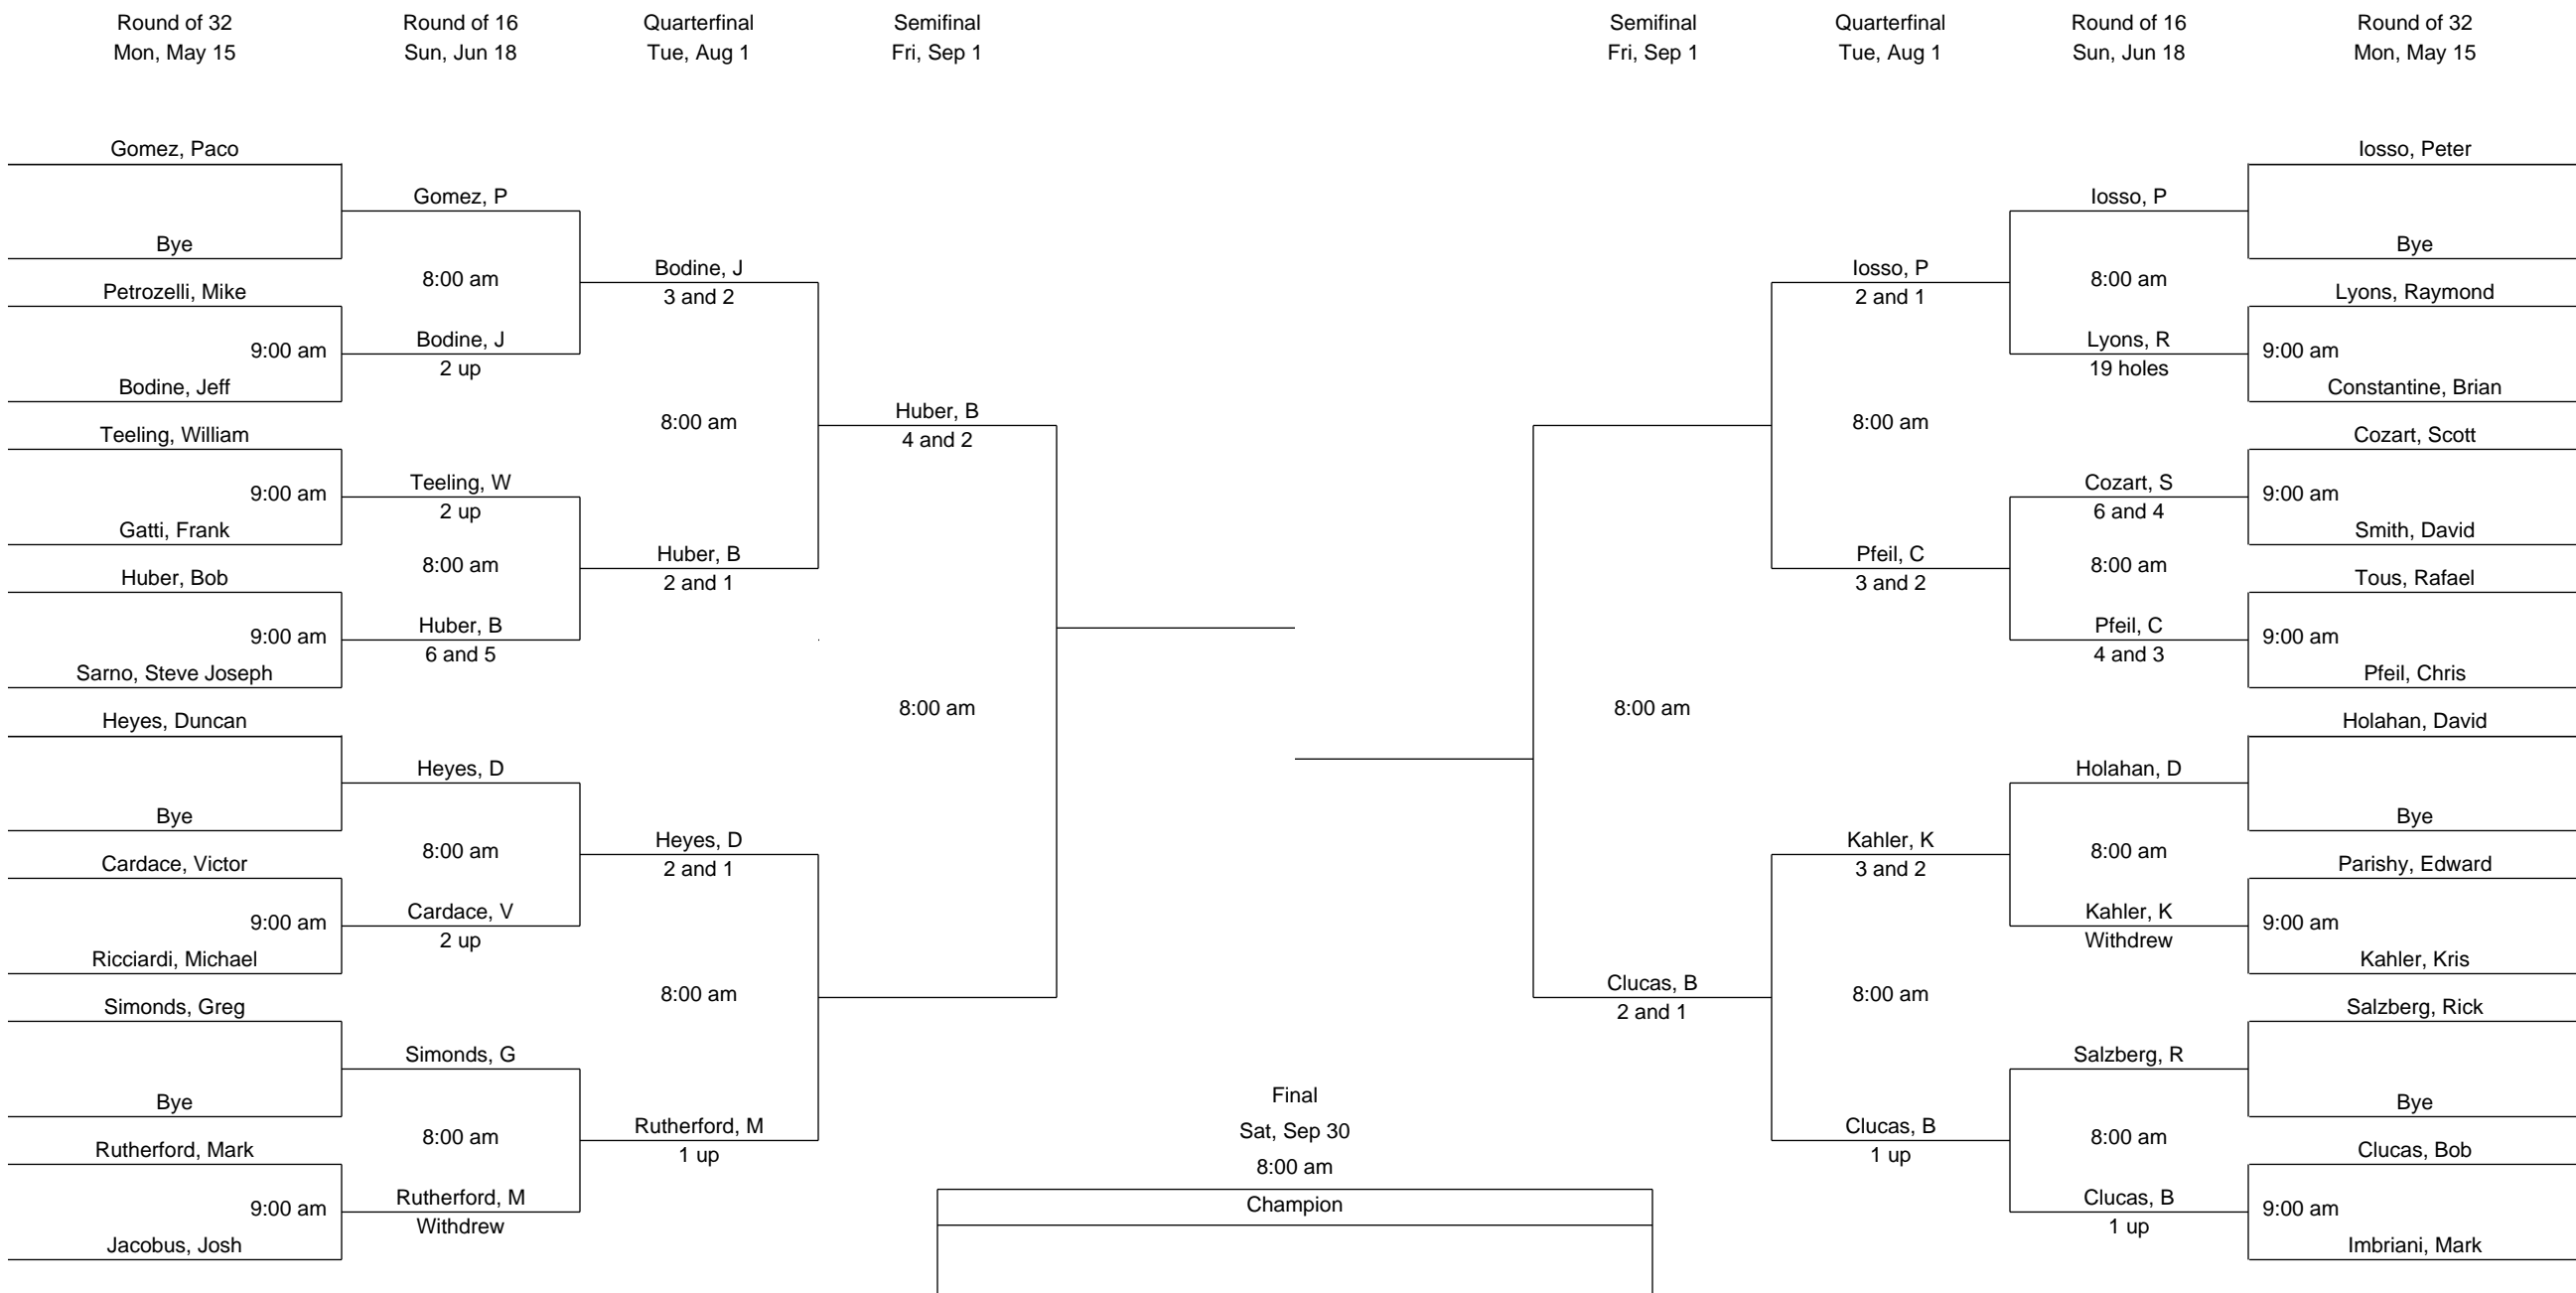 Round of 32
Mon, May 15
Round of 16
Sun, Jun 18
Quarterfinal
Tue, Aug 1
Semifinal
Fri, Sep 1
Semifinal
Fri, Sep 1
Quarterfinal
Tue, Aug 1
Round of 16
Sun, Jun 18
Round of 32
Mon, May 15
Gomez, Paco
Bye
Petrozelli, Mike
9:00 am
Bodine, Jeff
Teeling, William
9:00 am
Gatti, Frank
Huber, Bob
9:00 am
Sarno, Steve Joseph
Heyes, Duncan
Bye
Cardace, Victor
9:00 am
Ricciardi, Michael
Simonds, Greg
Bye
Rutherford, Mark
9:00 am
Jacobus, Josh
Gomez, P
8:00 am
Bodine, J
2 up
Teeling, W
2 up
8:00 am
Huber, B
6 and 5
Heyes, D
8:00 am
Cardace, V
2 up
Simonds, G
8:00 am
Rutherford, M
Withdrew
Bodine, J
3 and 2
8:00 am
Huber, B
2 and 1
Heyes, D
2 and 1
8:00 am
Rutherford, M
1 up
Huber, B
4 and 2
8:00 am
Final
Sat, Sep 30
8:00 am
Champion
8:00 am
Clucas, B
2 and 1
Iosso, P
2 and 1
8:00 am
Pfeil, C
3 and 2
Kahler, K
3 and 2
8:00 am
Clucas, B
1 up
Iosso, P
8:00 am
Lyons, R
19 holes
Cozart, S
6 and 4
8:00 am
Pfeil, C
4 and 3
Holahan, D
8:00 am
Kahler, K
Withdrew
Salzberg, R
8:00 am
Clucas, B
1 up
Iosso, Peter
Bye
Lyons, Raymond
9:00 am
Constantine, Brian
Cozart, Scott
9:00 am
Smith, David
Tous, Rafael
9:00 am
Pfeil, Chris
Holahan, David
Bye
Parishy, Edward
9:00 am
Kahler, Kris
Salzberg, Rick
Bye
Clucas, Bob
9:00 am
Imbriani, Mark